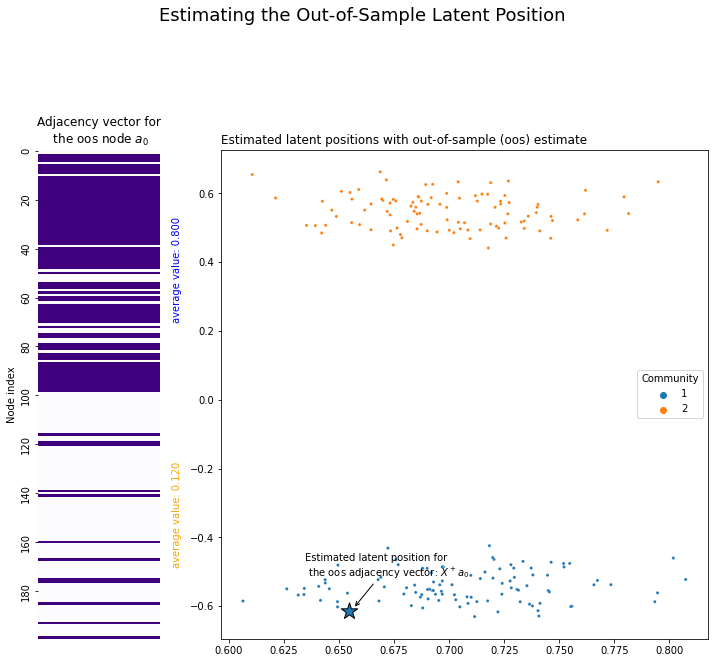 Estimating the Out-of-Sample Latent Position
Adjacency vector for
the oos node a₀
0
20
40
60
80
100
120
140
160
180
Node index
average value: 0.800
average value: 0.120
Estimated latent positions with out-of-sample (oos) estimate
0.6
0.4
0.2
0.0
−0.2
−0.4
−0.6
Community
1
2
Estimated latent position for
the oos adjacency vector: X⁺a₀
0.600
0.625
0.650
0.675
0.700
0.725
0.750
0.775
0.800